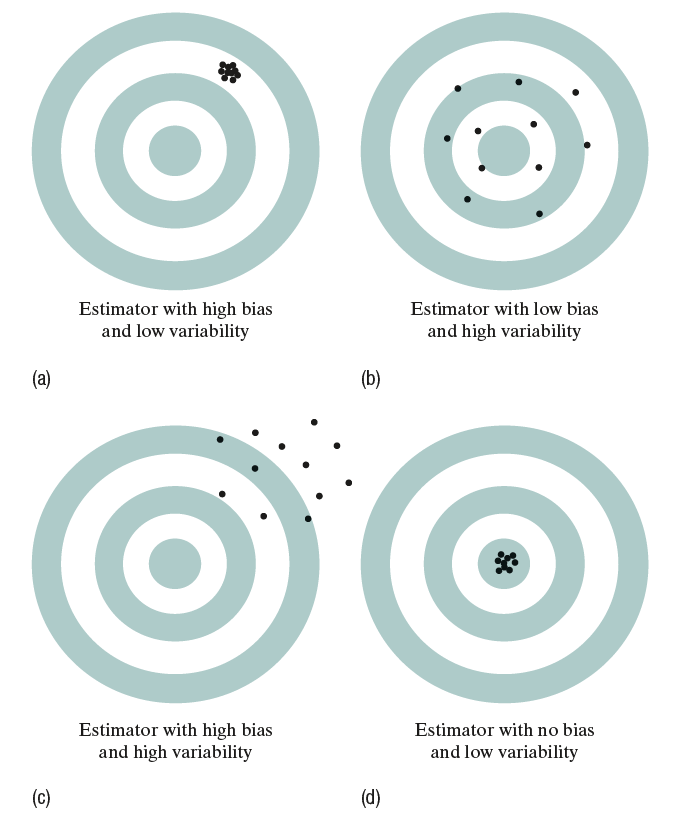 Estimator with high bias
and low variability
(a)
Estimator with low bias
and high variability
(b)
Estimator with high bias
and high variability
(c)
Estimator with no bias
and low variability
(d)